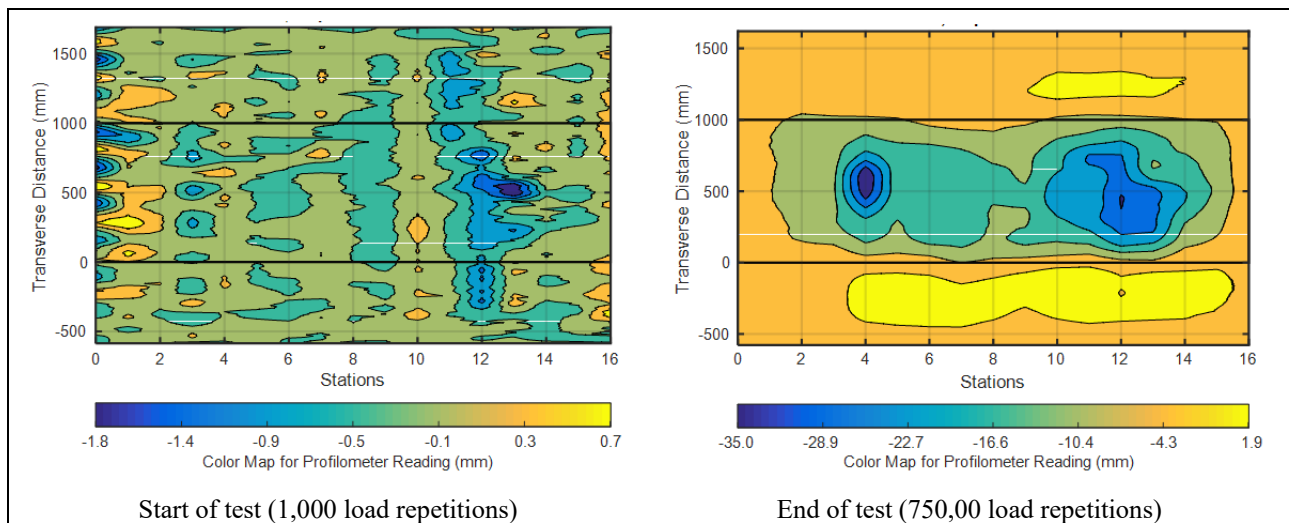 1500
1000
500
0
-500
Transverse Distance (mm)
0 2 4 6 8 10 12 14 16
Stations
-1.8 -1.4 -0.9 -0.5 -0.1 0.3 0.7
Color Map for Profilometer Reading (mm)
Start of test (1,000 load repetitions)
1500
1000
500
0
-500
Transverse Distance (mm)
0 2 4 6 8 10 12 14 16
Stations
-35.0 -28.9 -22.7 -16.6 -10.4 -4.3 1.9
Color Map for Profilometer Reading (mm)
End of test (750,00 load repetitions)